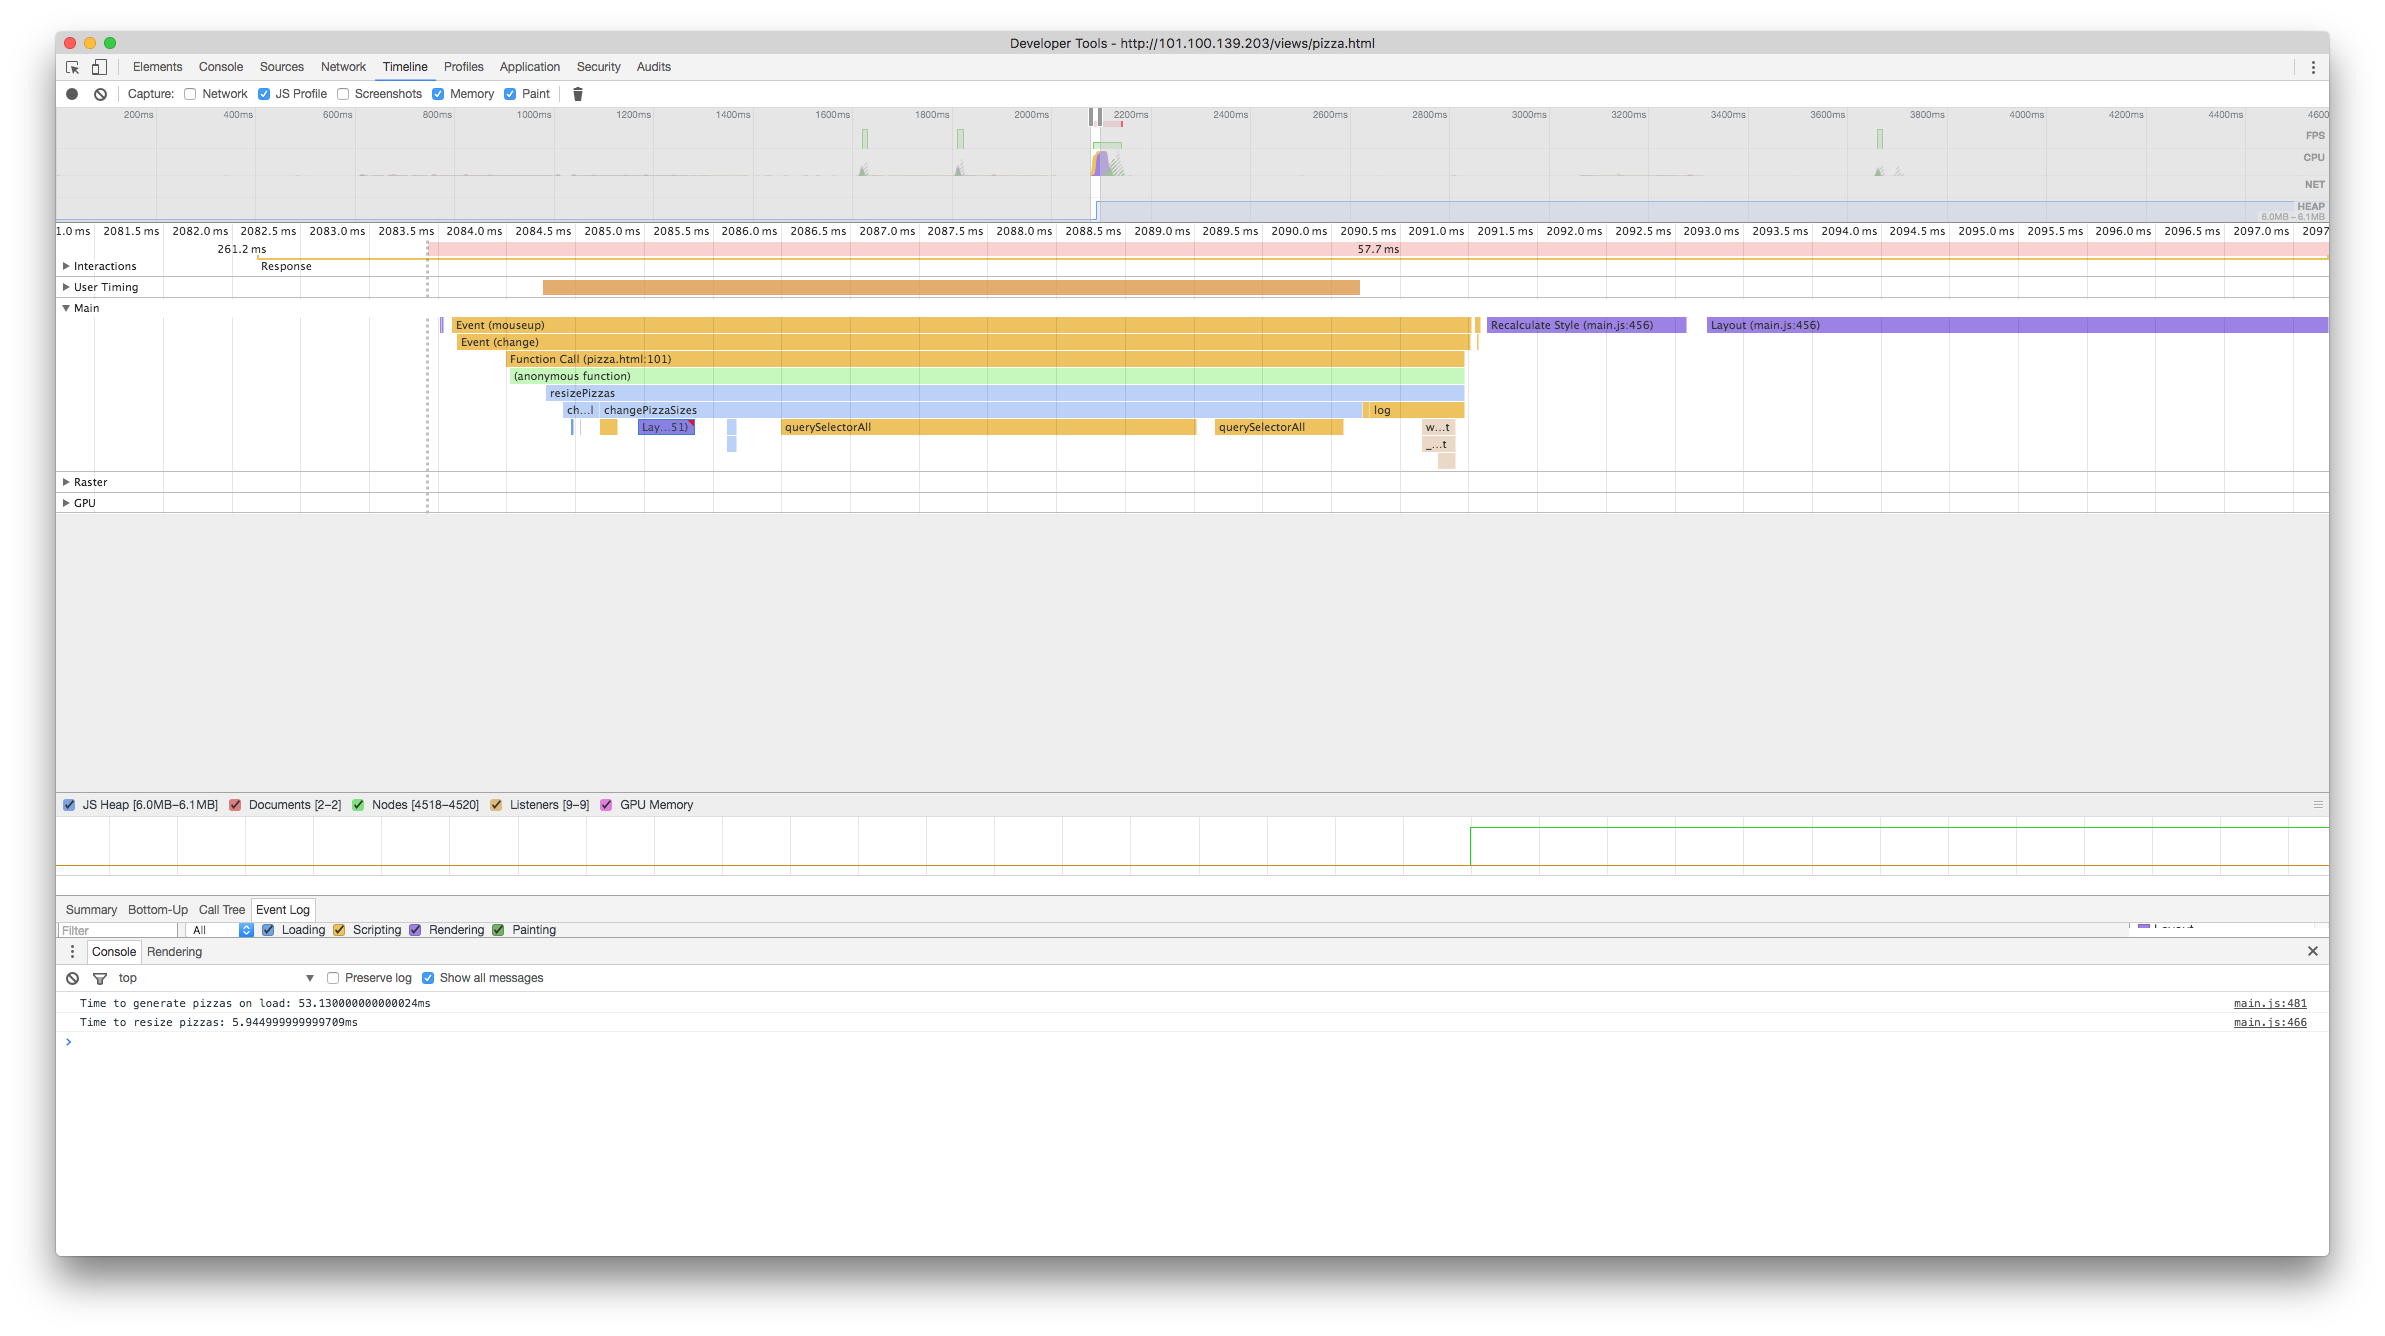 Developer Tools - http://101.100.139.203/views/pizza.html
Elements Console Sources Network Timeline Profiles Application Security Audits
Capture: Network JS Profile Screenshots Memory Paint
200ms 400ms 600ms 800ms 1000ms 1200ms 1400ms 1600ms 1800ms 2000ms 2200ms 2400ms 2600ms 2800ms 3000ms 3200ms 3400ms 3600ms 3800ms 4000ms 4200ms 4400ms 4600
FPS
CPU
NET
HEAP
6.0MB – 6.1MB
1.0 ms 2081.5 ms 2082.0 ms 2082.5 ms 2083.0 ms 2083.5 ms 2084.0 ms 2084.5 ms 2085.0 ms 2085.5 ms 2086.0 ms 2086.5 ms 2087.0 ms 2087.5 ms 2088.0 ms 2088.5 ms 2089.0 ms 2089.5 ms 2090.0 ms 2090.5 ms 2091.0 ms 2091.5 ms 2092.0 ms 2092.5 ms 2093.0 ms 2093.5 ms 2094.0 ms 2094.5 ms 2095.0 ms 2095.5 ms 2096.0 ms 2096.5 ms 2097.0 ms 2097
261.2 ms 57.7 ms
Interactions Response
User Timing
Main
Event (mouseup) Recalculate Style (main.js:456) Layout (main.js:456)
Event (change)
Function Call (pizza.html:101)
(anonymous function)
resizePizzas
ch...l changePizzaSizes log
Lay...51) querySelectorAll querySelectorAll w...t
_...t
Raster
GPU
JS Heap [6.0MB–6.1MB] Documents [2–2] Nodes [4518–4520] Listeners [9–9] GPU Memory
Summary Bottom-Up Call Tree Event Log
Filter All Loading Scripting Rendering Painting
Console Rendering
top Preserve log Show all messages
Time to generate pizzas on load: 53.130000000000024ms main.js:481
Time to resize pizzas: 5.944999999999709ms main.js:466